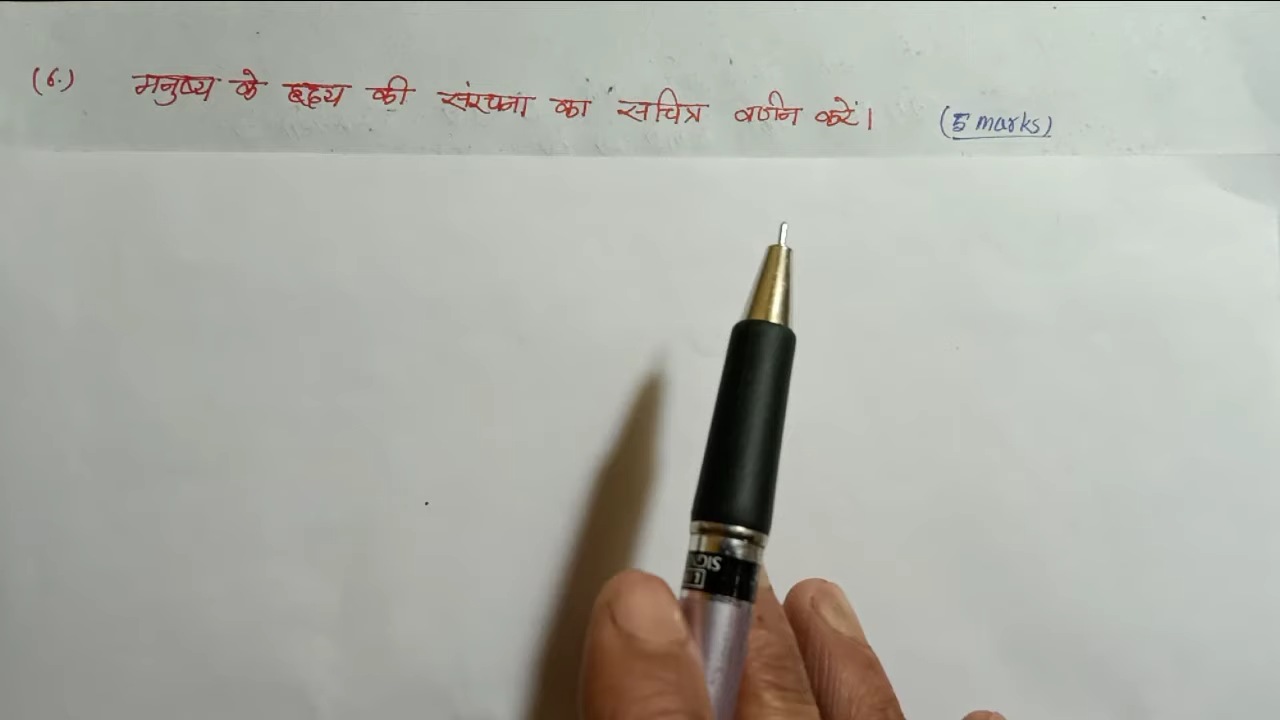 (6.) मनुष्य के हृदय की संरचना का सचित्र वर्णन करें। (5 marks)